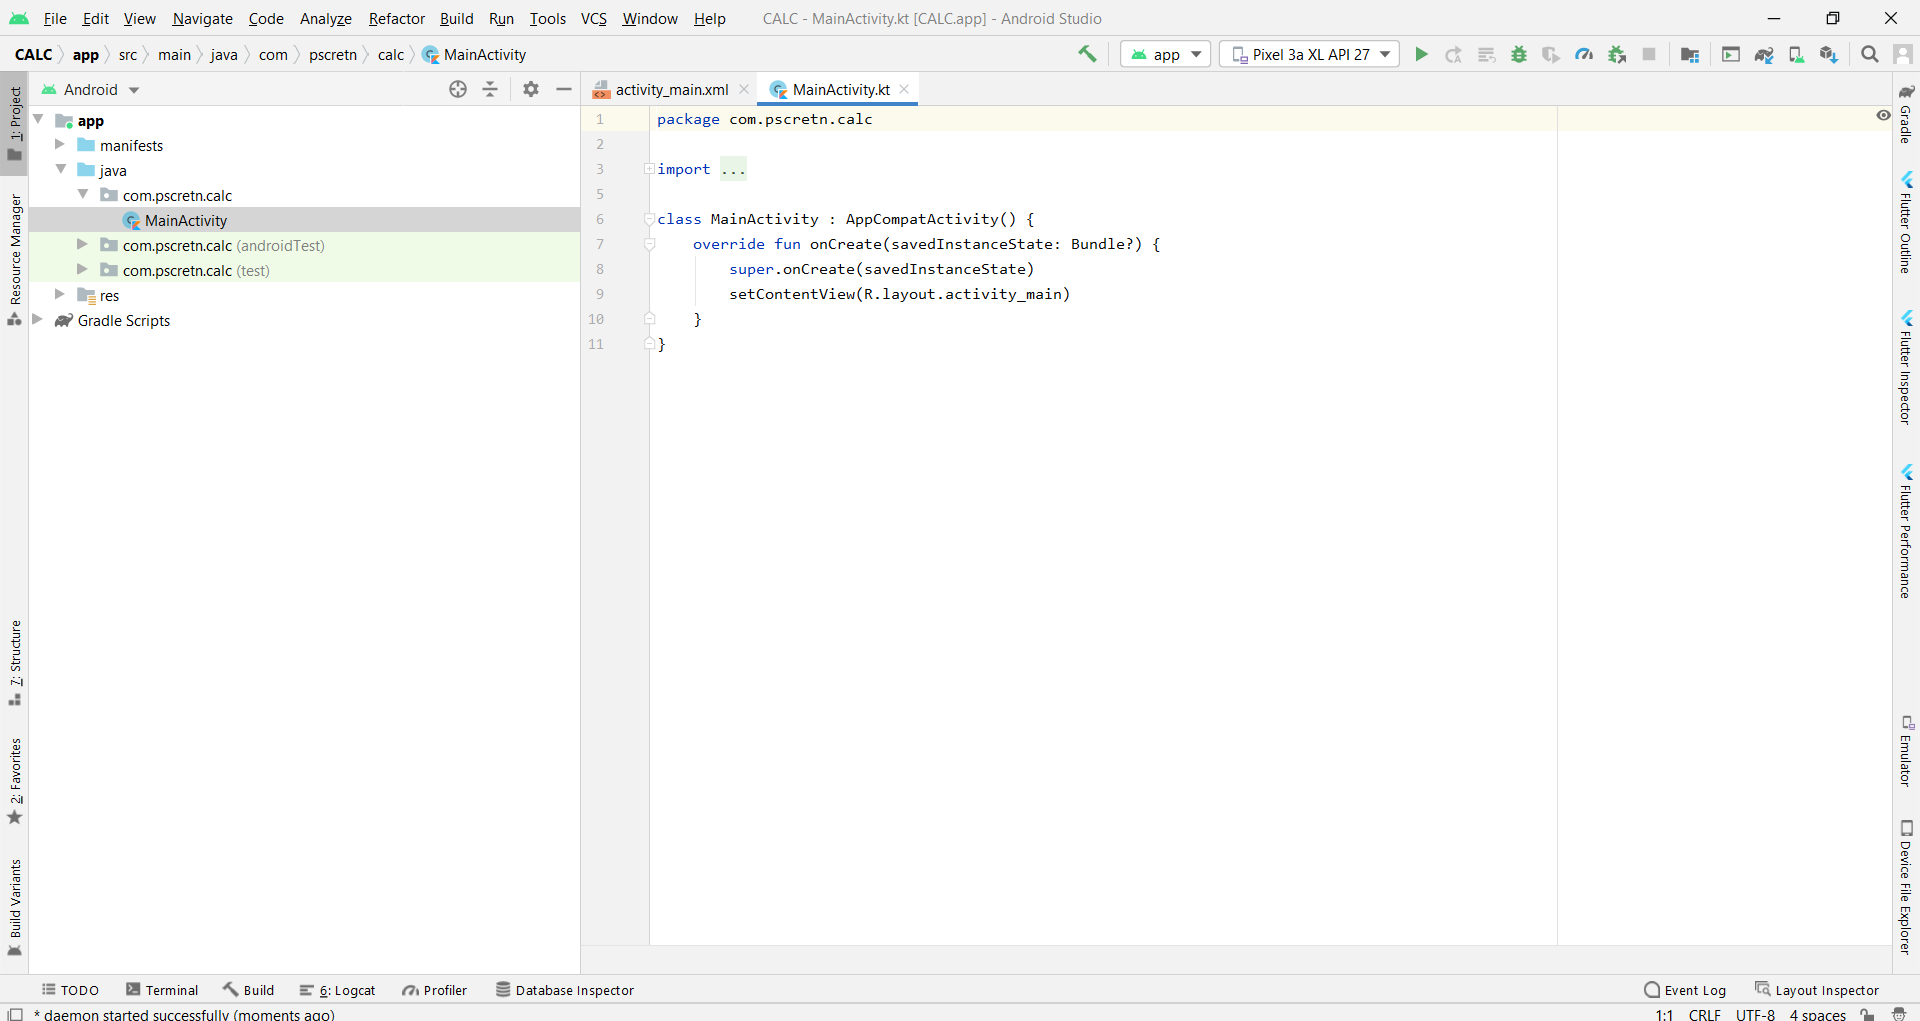 File Edit View Navigate Code Analyze Refactor Build Run Tools VCS Window Help CALC - MainActivity.kt [CALC.app] - Android Studio
CALC app src main java com pscretn calc MainActivity app Pixel 3a XL API 27
Android
activity_main.xml MainActivity.kt
1: Project
Resource Manager
7: Structure
2: Favorites
Build Variants
app
manifests
java
com.pscretn.calc
MainActivity
com.pscretn.calc (androidTest)
com.pscretn.calc (test)
res
Gradle Scripts
1 package com.pscretn.calc
2
3 import ...
5
6 class MainActivity : AppCompatActivity() {
7 override fun onCreate(savedInstanceState: Bundle?) {
8 super.onCreate(savedInstanceState)
9 setContentView(R.layout.activity_main)
10 }
11 }
Gradle
Flutter Outline
Flutter Inspector
Flutter Performance
Emulator
Device File Explorer
TODO Terminal Build 6: Logcat Profiler Database Inspector Event Log Layout Inspector
* daemon started successfully (moments ago) 1:1 CRLF UTF-8 4 spaces